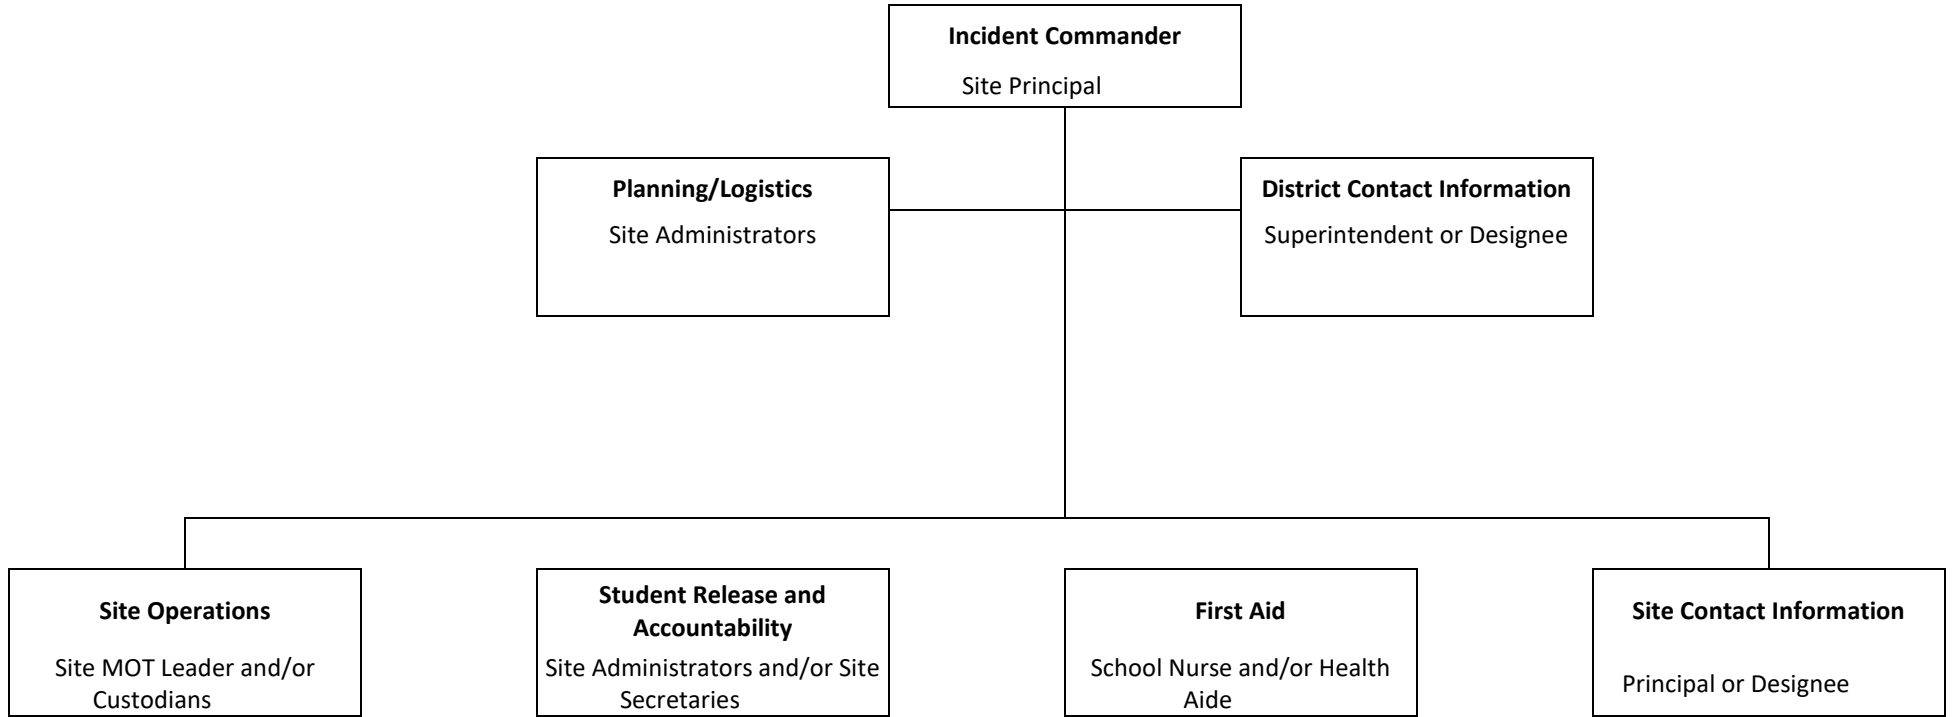 Incident Commander
Site Principal
Planning/Logistics
Site Administrators
District Contact Information
Superintendent or Designee
Site Operations
Site MOT Leader and/or
Custodians
Student Release and
Accountability
Site Administrators and/or Site
Secretaries
First Aid
School Nurse and/or Health
Aide
Site Contact Information
Principal or Designee